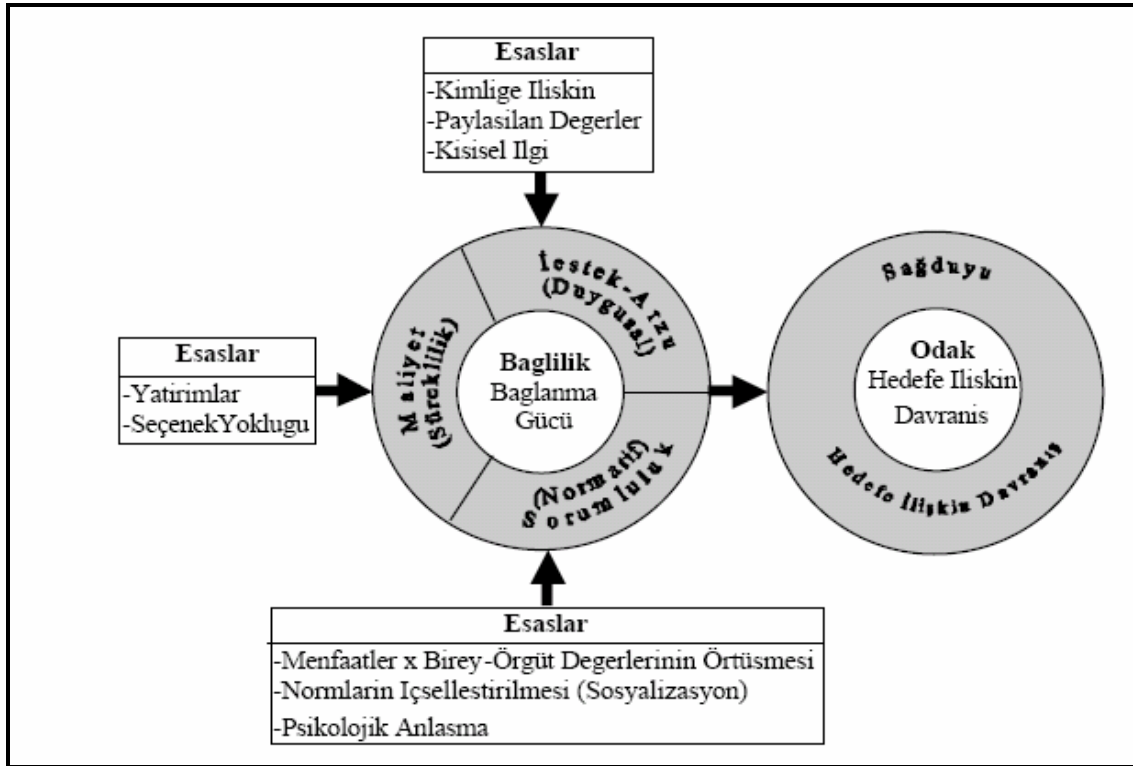 Esaslar
-Kimlige Iliskin
-Paylasilan Degerler
-Kisisel Ilgi
İestek-Arzu
(Duygusal)
Sağduyu
Esaslar
-Yatirimlar
-SeçenekYoklugu
Maliyet
(Süreklilik)
Baglilik
Baglanma
Gücü
Odak
Hedefe Iliskin
Davranis
(Normatif)
Sorumluluk
Hedefe İlişkin Davranış
Esaslar
-Menfaatler x Birey-Örgüt Degerlerinin Örtüsmesi
-Normlarin Içsellestirilmesi (Sosyalizasyon)
-Psikolojik Anlasma